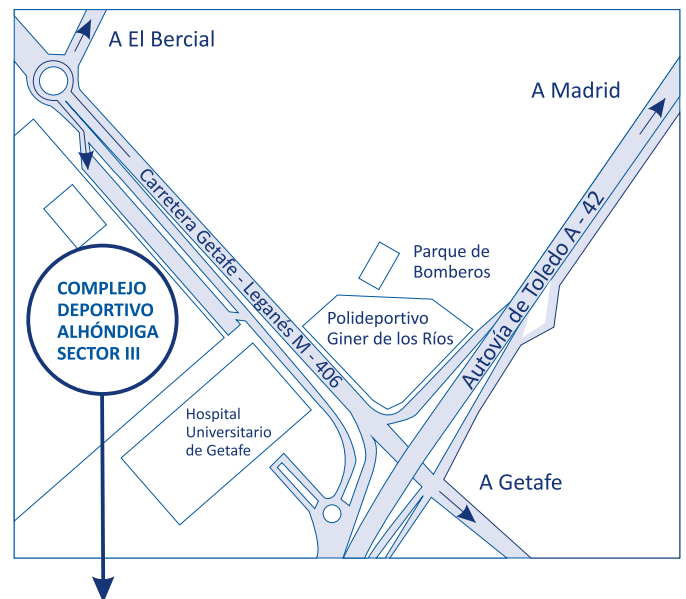 A El Bercial
A Madrid
Carretera Getafe - Leganés M - 406
Autovía de Toledo A - 42
Parque de
Bomberos
COMPLEJO
DEPORTIVO
ALHÓNDIGA
SECTOR III
Polideportivo
Giner de los Ríos
Hospital
Universitario
de Getafe
A Getafe